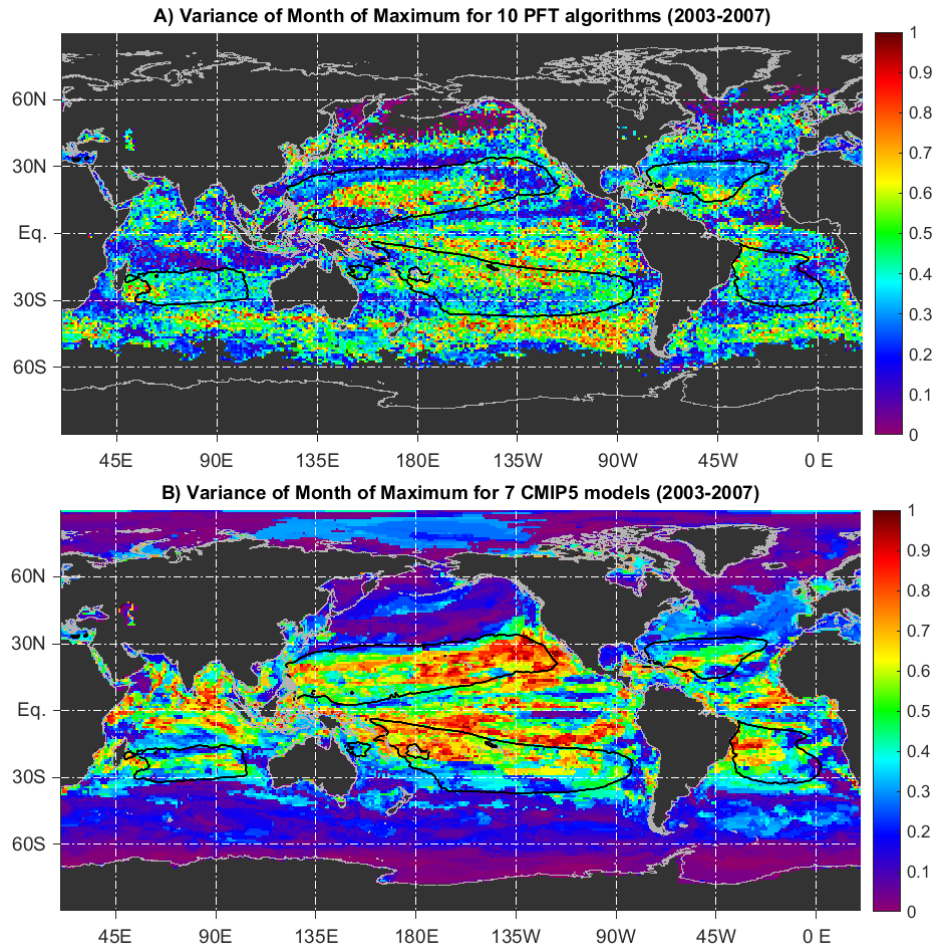 A) Variance of Month of Maximum for 10 PFT algorithms (2003-2007)
60N
30N
Eq.
30S
60S
45E 90E 135E 180E 135W 90W 45W 0 E
1
0.9
0.8
0.7
0.6
0.5
0.4
0.3
0.2
0.1
0
B) Variance of Month of Maximum for 7 CMIP5 models (2003-2007)
60N
30N
Eq.
30S
60S
45E 90E 135E 180E 135W 90W 45W 0 E
1
0.9
0.8
0.7
0.6
0.5
0.4
0.3
0.2
0.1
0